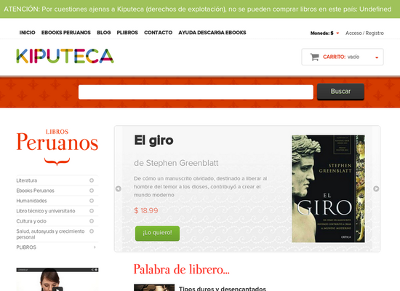 ATENCIÓN: Por cuestiones ajenas a Kiputeca (derechos de explotación), no se pueden comprar libros en este país: Undefined
INICIO EBOOKS PERUANOS BLOG PLIBROS CONTACTO AYUDA DESCARGA EBOOKS
Moneda: $ Acceso / Registro
KIPUTECA
CARRITO: vacío
Buscar
LIBROS
Peruanos
Literatura
Ebooks Peruanos
Humanidades
Libro técnico y universitario
Cultura y ocio
Salud, autoayuda y crecimiento
personal
PLIBROS
El giro
de Stephen Greenblatt
De cómo un manuscrito olvidado, destinado a liberar al
hombre del temor a los dioses, contribuyó a crear el
mundo moderno.
$ 18.99
¡Lo quiero!
STEPHEN
GREENBLATT
EL
GIRO
CRÍTICA
Palabra de librero...
Tipos duros y desencantados